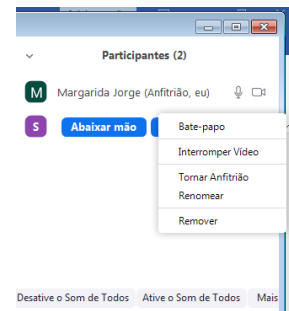 Participantes (2)
M Margarida Jorge (Anfitrião, eu)
S Abaixar mão
Bate-papo
Interromper Vídeo
Tornar Anfitrião
Renomear
Remover
Desative o Som de Todos Ative o Som de Todos Mais